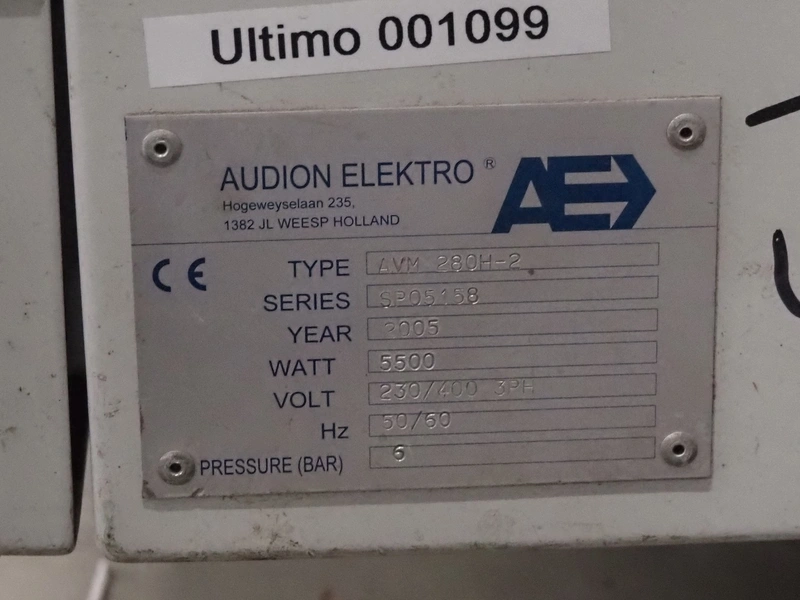 Ultimo 001099
AUDION ELEKTRO ®
Hogeweyselaan 235,
1382 JL WEESP HOLLAND
AE
CE
TYPE AVM 280H-2
SERIES SP05158
YEAR 2005
WATT 5500
VOLT 230/400 3PH
Hz 50/60
PRESSURE (BAR) 6